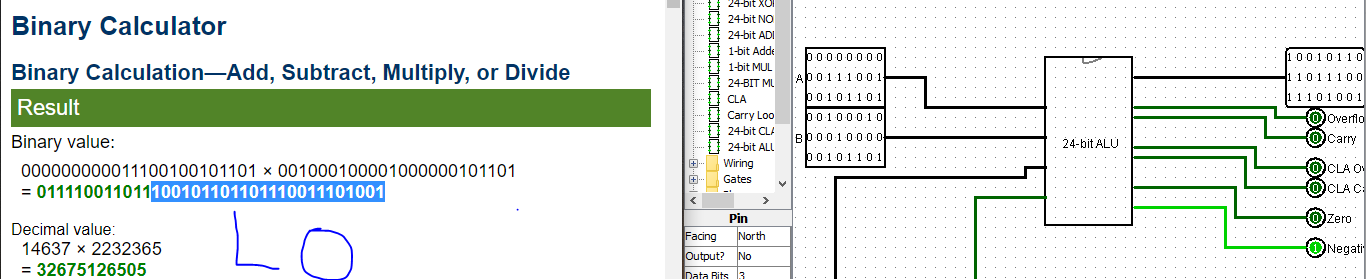 Binary Calculator
Binary Calculation—Add, Subtract, Multiply, or Divide
Result
Binary value:
000000000011100100101101 × 001000100001000000101101
= 011110011011100101101101110011101001
Decimal value:
14637 × 2232365
= 32675126505
LO
24-bit XO
24-bit NO
24-bit AD
1-bit Adde
1-bit MUL
24-BIT MU
CLA
Carry Loo
24-bit CLA
24-bit ALU
Wiring
Gates
Pin
Facing North
Output? No
Data Bits 3
A
00000000
00111001
00101101
B
00100010
00010000
00101101
24-bit ALU
10010110
11011100
11101001
0 Overflo
0 Carry
0 CLA Ov
0 CLA Ca
0 Zero
1 Negati